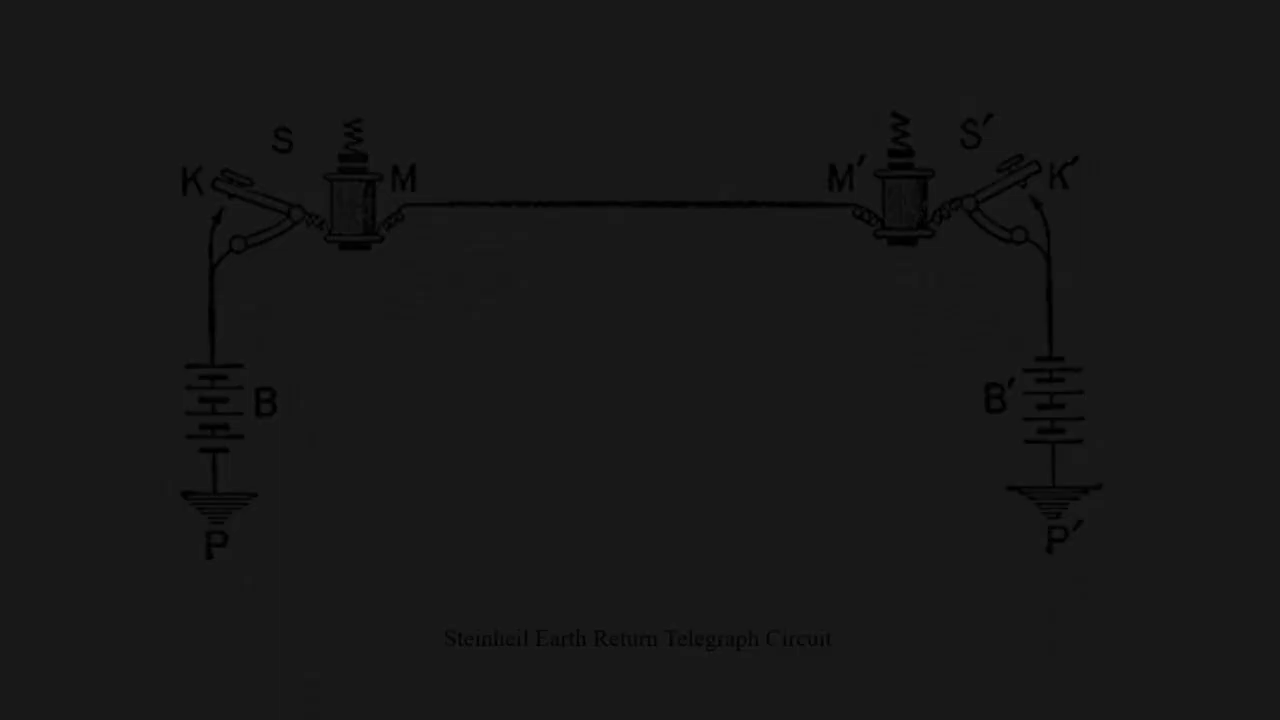 S
S′
K
M
M′
K′
B
B′
P
P′
Steinheil Earth Return Telegraph Circuit